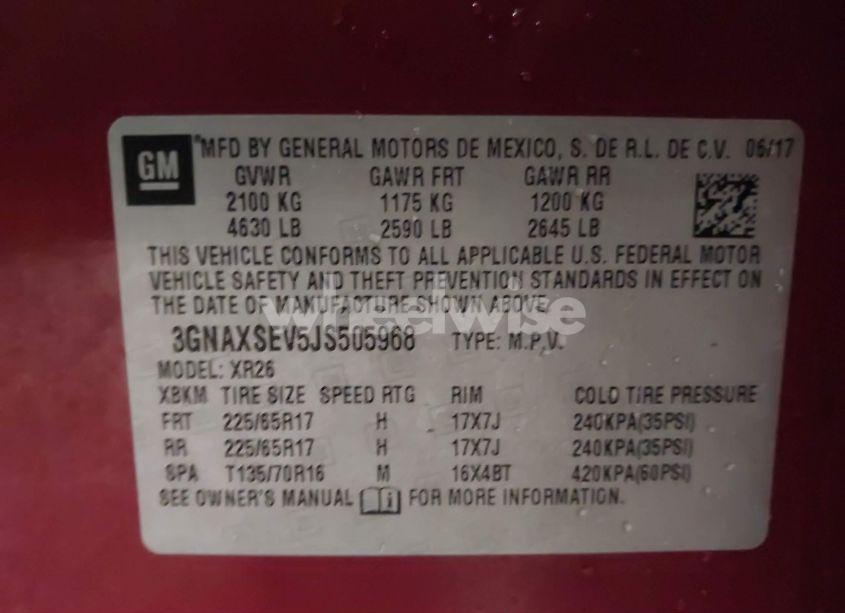 GM
MFD BY GENERAL MOTORS DE MEXICO, S. DE R.L. DE C.V. 06/17
GVWR GAWR FRT GAWR RR
2100 KG 1175 KG 1200 KG
4630 LB 2590 LB 2645 LB
THIS VEHICLE CONFORMS TO ALL APPLICABLE U.S. FEDERAL MOTOR
VEHICLE SAFETY AND THEFT PREVENTION STANDARDS IN EFFECT ON
THE DATE OF MANUFACTURE SHOWN ABOVE.
wheelwise
3GNAXSEV5JS505968 TYPE: M.P.V.
MODEL: XR26
XBKM TIRE SIZE SPEED RTG RIM COLD TIRE PRESSURE
FRT 225/65R17 H 17X7J 240KPA(35PSI)
RR 225/65R17 H 17X7J 240KPA(35PSI)
SPA T135/70R16 M 16X4BT 420KPA(60PSI)
SEE OWNER'S MANUAL i FOR MORE INFORMATION.